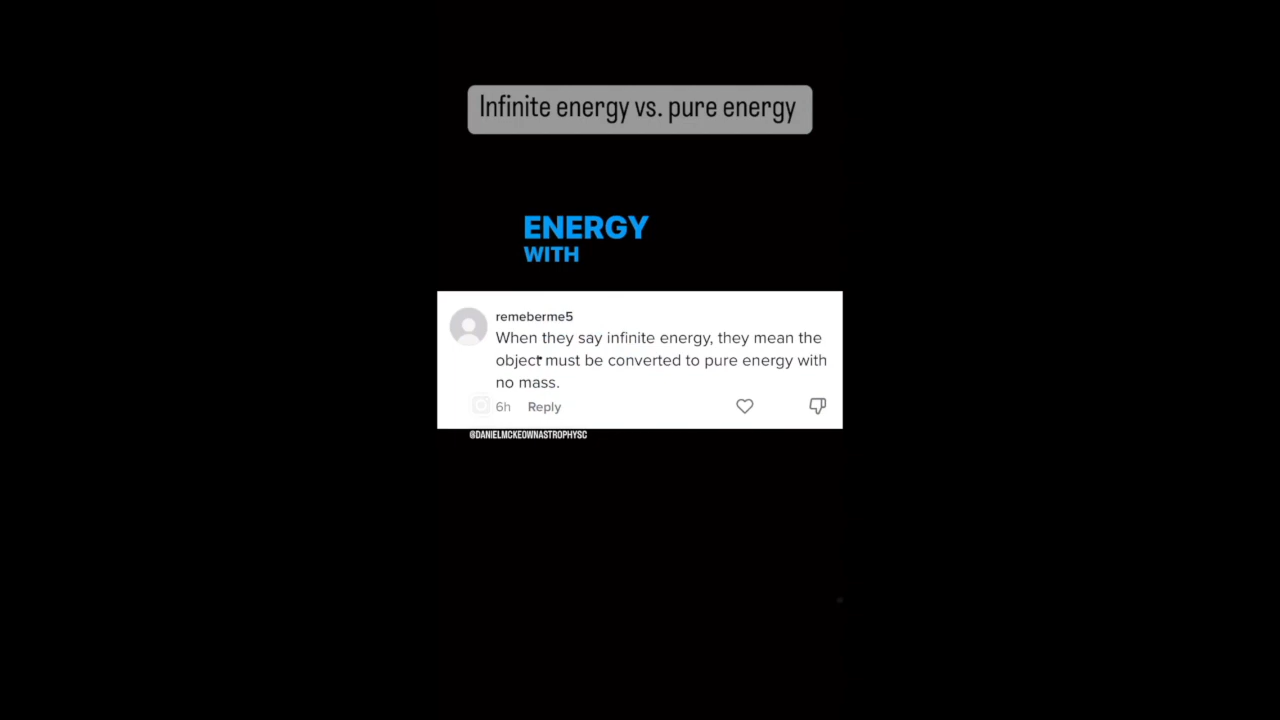 Infinite energy vs. pure energy
ENERGY
WITH
remeberme5
When they say infinite energy, they mean the
object must be converted to pure energy with
no mass.
6h Reply
@DANIELMCKEOWNASTROPHYSC